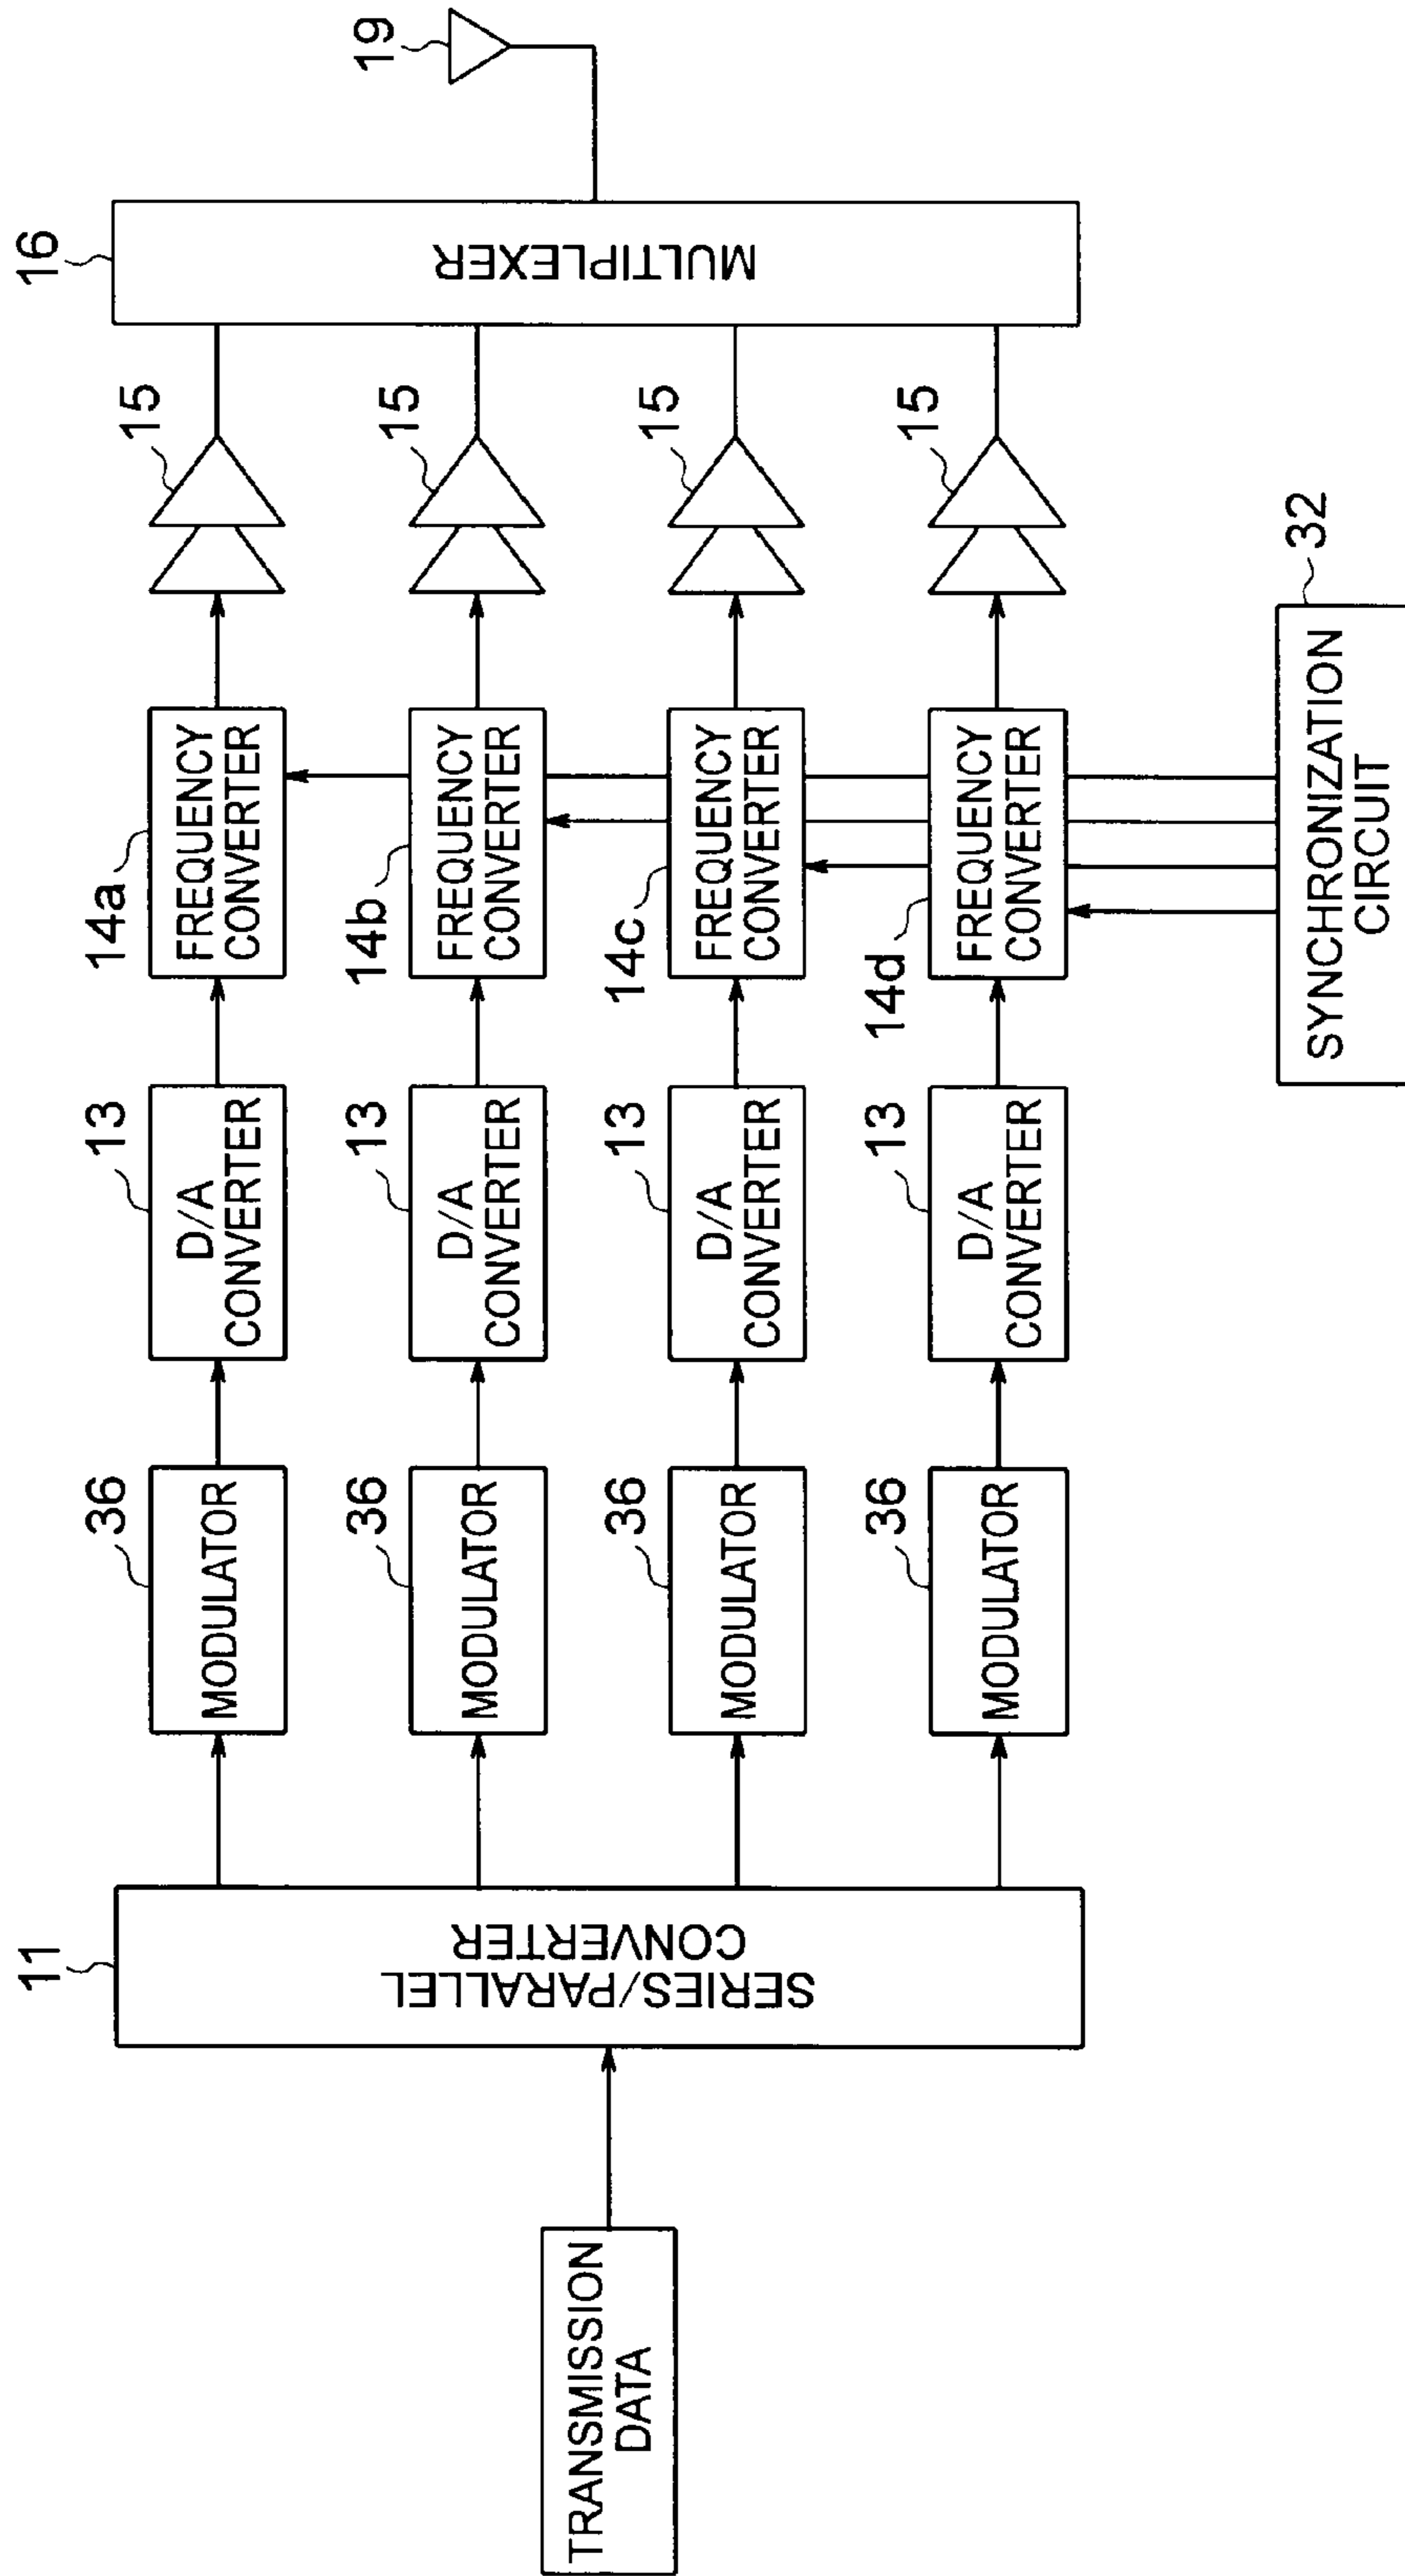 TRANSMISSION
DATA
11
SERIES/PARALLEL
CONVERTER
36
MODULATOR
13
D/A
CONVERTER
14a
FREQUENCY
CONVERTER
15
36
MODULATOR
13
D/A
CONVERTER
14b
FREQUENCY
CONVERTER
15
36
MODULATOR
13
D/A
CONVERTER
14c
FREQUENCY
CONVERTER
15
36
MODULATOR
13
D/A
CONVERTER
14d
FREQUENCY
CONVERTER
15
16
MULTIPLEXER
19
32
SYNCHRONIZATION
CIRCUIT